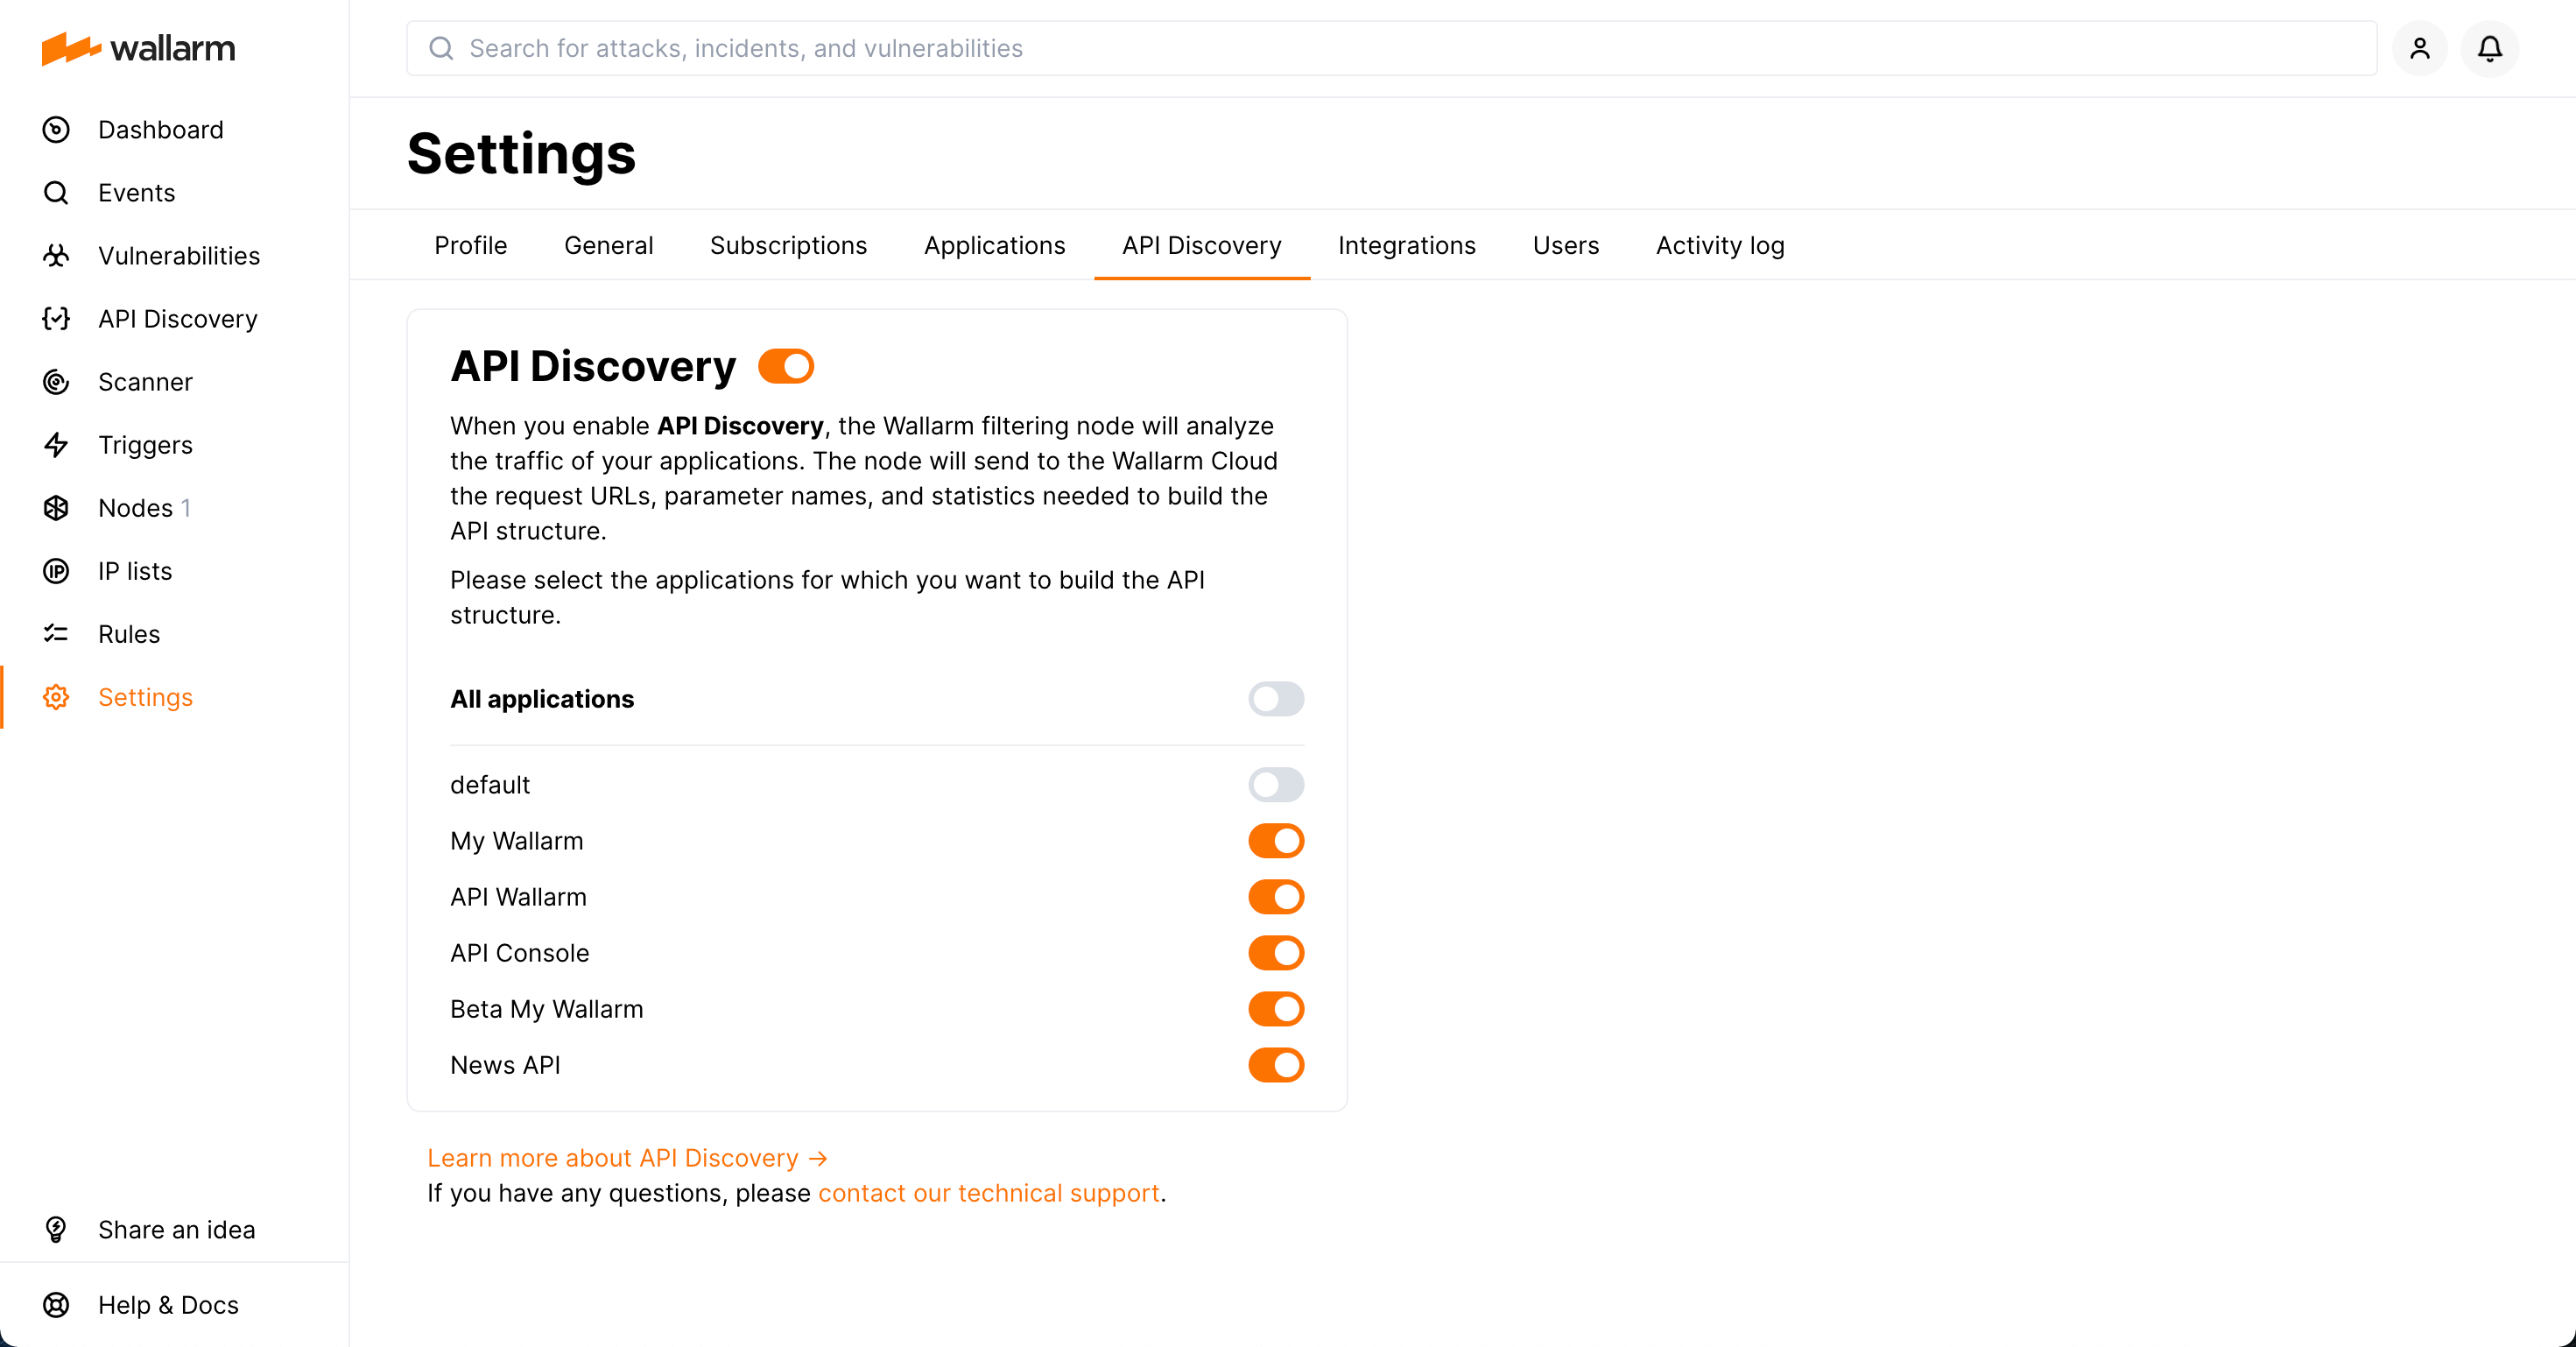 wallarm
Search for attacks, incidents, and vulnerabilities
Dashboard
Events
Vulnerabilities
API Discovery
Scanner
Triggers
Nodes 1
IP lists
Rules
Settings
Share an idea
Help & Docs
Settings
Profile General Subscriptions Applications API Discovery Integrations Users Activity log
API Discovery
When you enable API Discovery, the Wallarm filtering node will analyze
the traffic of your applications. The node will send to the Wallarm Cloud
the request URLs, parameter names, and statistics needed to build the
API structure.
Please select the applications for which you want to build the API
structure.
All applications
default
My Wallarm
API Wallarm
API Console
Beta My Wallarm
News API
Learn more about API Discovery →
If you have any questions, please contact our technical support.